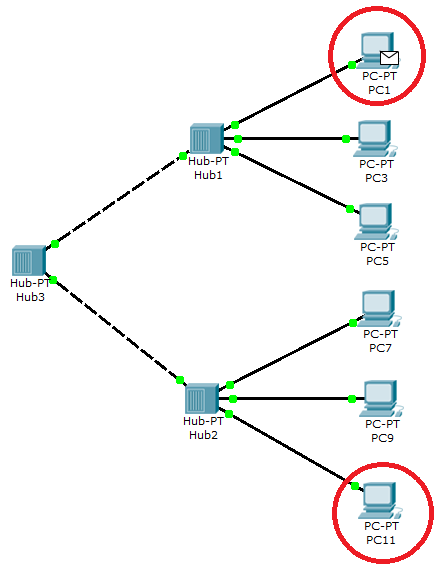 PC-PT
PC1
Hub-PT
Hub1
PC-PT
PC3
PC-PT
PC5
Hub-PT
Hub3
PC-PT
PC7
Hub-PT
Hub2
PC-PT
PC9
PC-PT
PC11